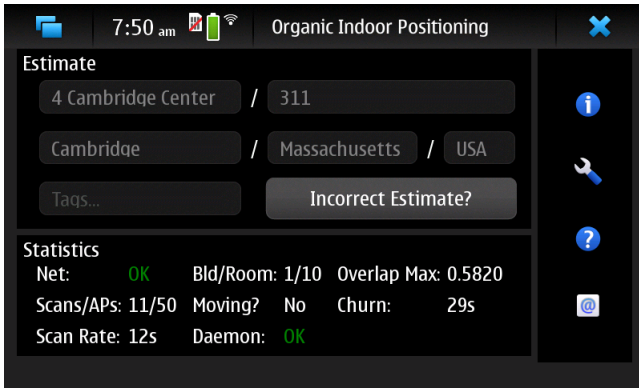 7:50 am Organic Indoor Positioning
Estimate
4 Cambridge Center / 311
Cambridge / Massachusetts / USA
Tags... Incorrect Estimate?
Statistics
Net: OK Bld/Room: 1/10 Overlap Max: 0.5820
Scans/APs: 11/50 Moving? No Churn: 29s
Scan Rate: 12s Daemon: OK